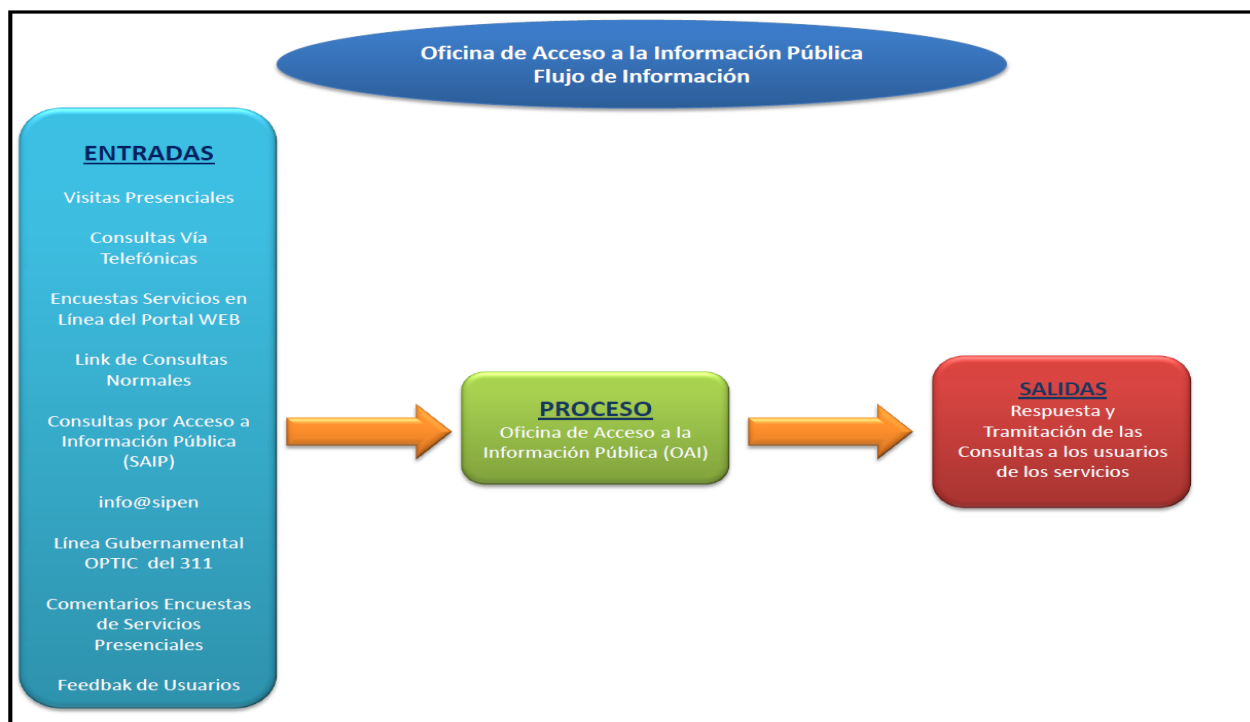 Oficina de Acceso a la Información Pública
Flujo de Información
ENTRADAS
Visitas Presenciales
Consultas Vía
Telefónicas
Encuestas Servicios en
Línea del Portal WEB
Link de Consultas
Normales
Consultas por Acceso a
Información Pública
(SAIP)
info@sipen
Línea Gubernamental
OPTIC del 311
Comentarios Encuestas
de Servicios
Presenciales
Feedbak de Usuarios
PROCESO
Oficina de Acceso a la
Información Pública (OAI)
SALIDAS
Respuesta y
Tramitación de las
Consultas a los usuarios
de los servicios